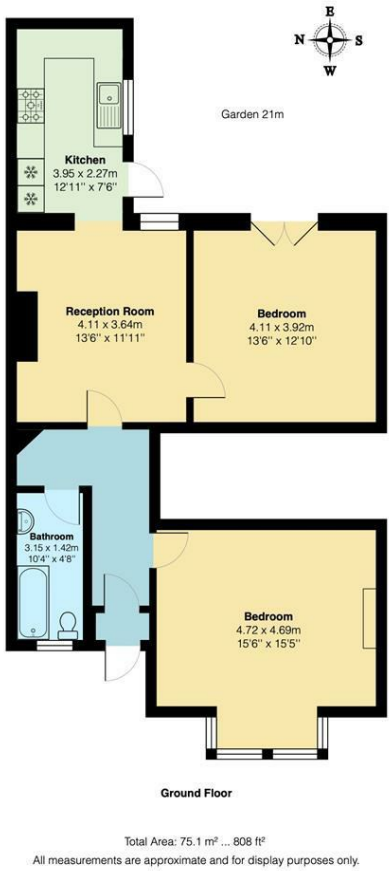 E
N S
W
Garden 21m
Kitchen
3.95 x 2.27m
12'11'' x 7'6''
Reception Room
4.11 x 3.64m
13'6'' x 11'11''
Bedroom
4.11 x 3.92m
13'6'' x 12'10''
Bathroom
3.15 x 1.42m
10'4'' x 4'8''
Bedroom
4.72 x 4.69m
15'6'' x 15'5''
Ground Floor
Total Area: 75.1 m² ... 808 ft²
All measurements are approximate and for display purposes only.